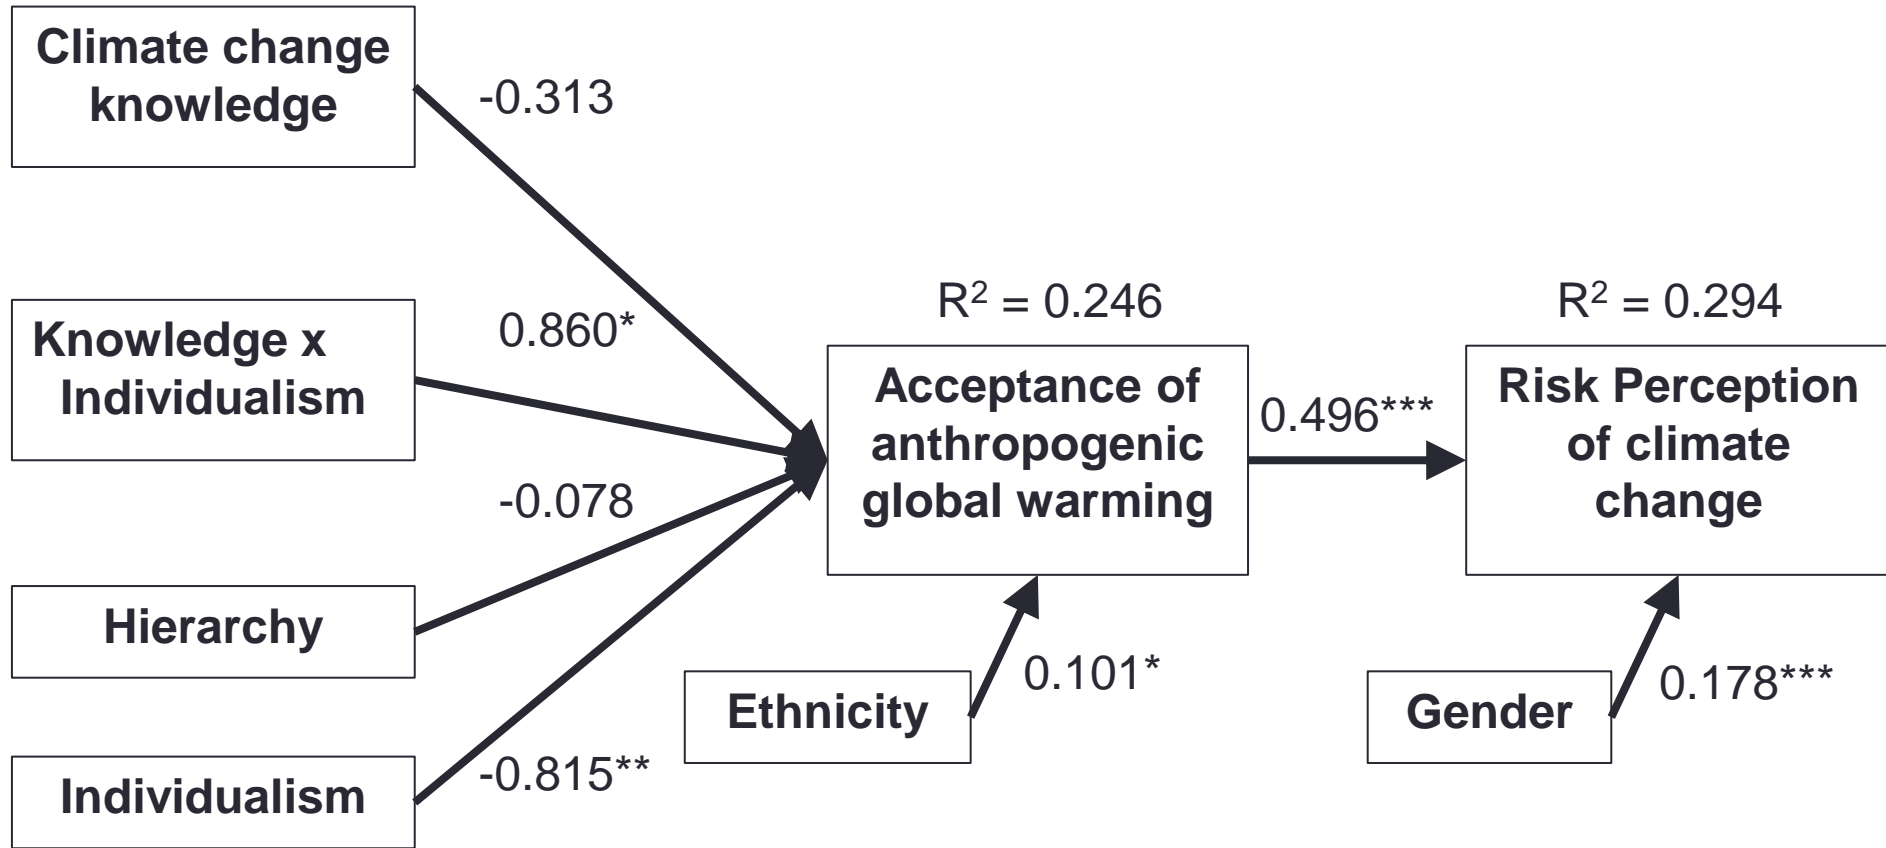 Climate change
knowledge
-0.313
Knowledge x
Individualism
0.860*
Hierarchy
-0.078
Individualism
-0.815**
R² = 0.246
Acceptance of
anthropogenic
global warming
Ethnicity
0.101*
0.496***
R² = 0.294
Risk Perception
of climate
change
Gender
0.178***